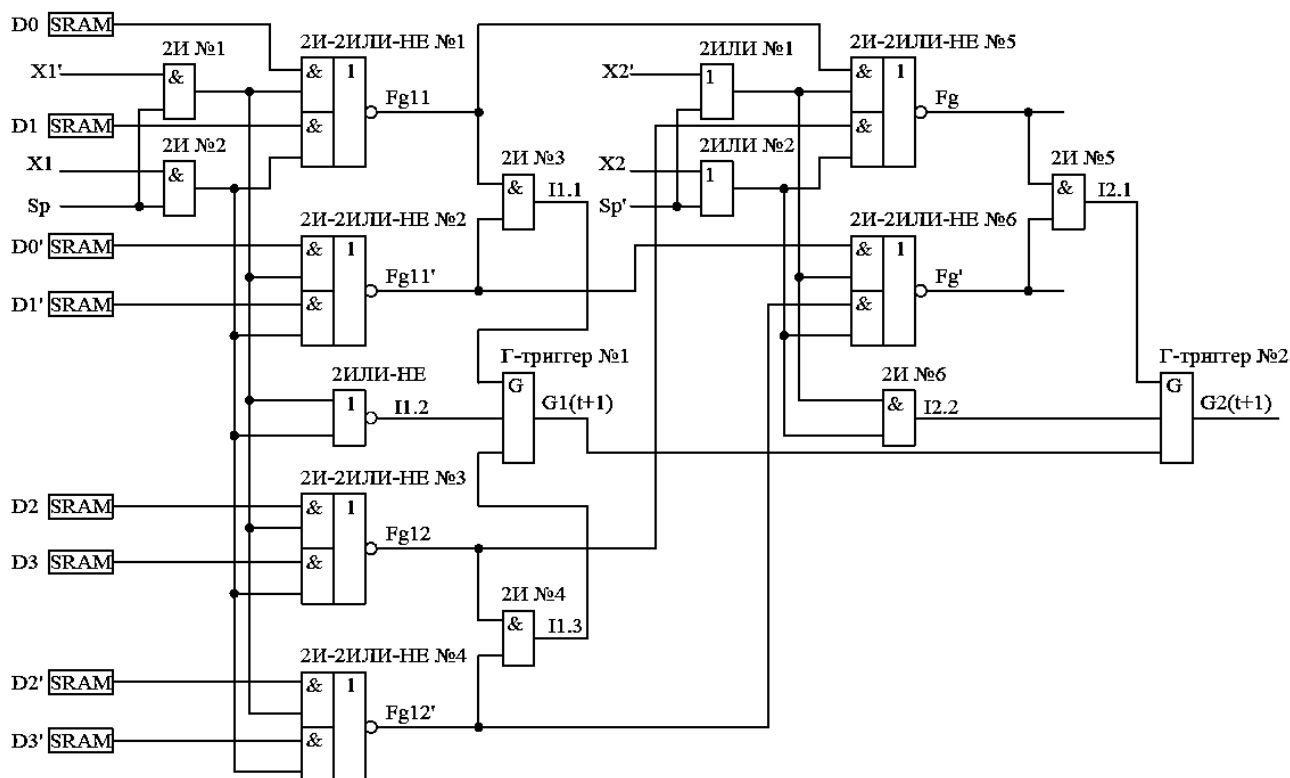 D0 SRAM
2И №1
2И-2ИЛИ-НЕ №1
2ИЛИ №1
2И-2ИЛИ-НЕ №5
X1'
&
&
1
Fg11
X2'
1
&
1
Fg
D1 SRAM
&
&
2И №2
2И №3
2ИЛИ №2
2И №5
X1
&
&
I1.1
X2
1
&
I2.1
Sp
Sp'
2И-2ИЛИ-НЕ №2
2И-2ИЛИ-НЕ №6
D0' SRAM
&
1
&
1
Fg11'
Fg'
D1' SRAM
&
&
Г-триггер №1
Г-триггер №2
2ИЛИ-НЕ
2И №6
G
G
1
I1.2
G1(t+1)
&
I2.2
G2(t+1)
2И-2ИЛИ-НЕ №3
D2 SRAM
&
1
Fg12
D3 SRAM
&
2И №4
&
I1.3
2И-2ИЛИ-НЕ №4
D2' SRAM
&
1
Fg12'
D3' SRAM
&